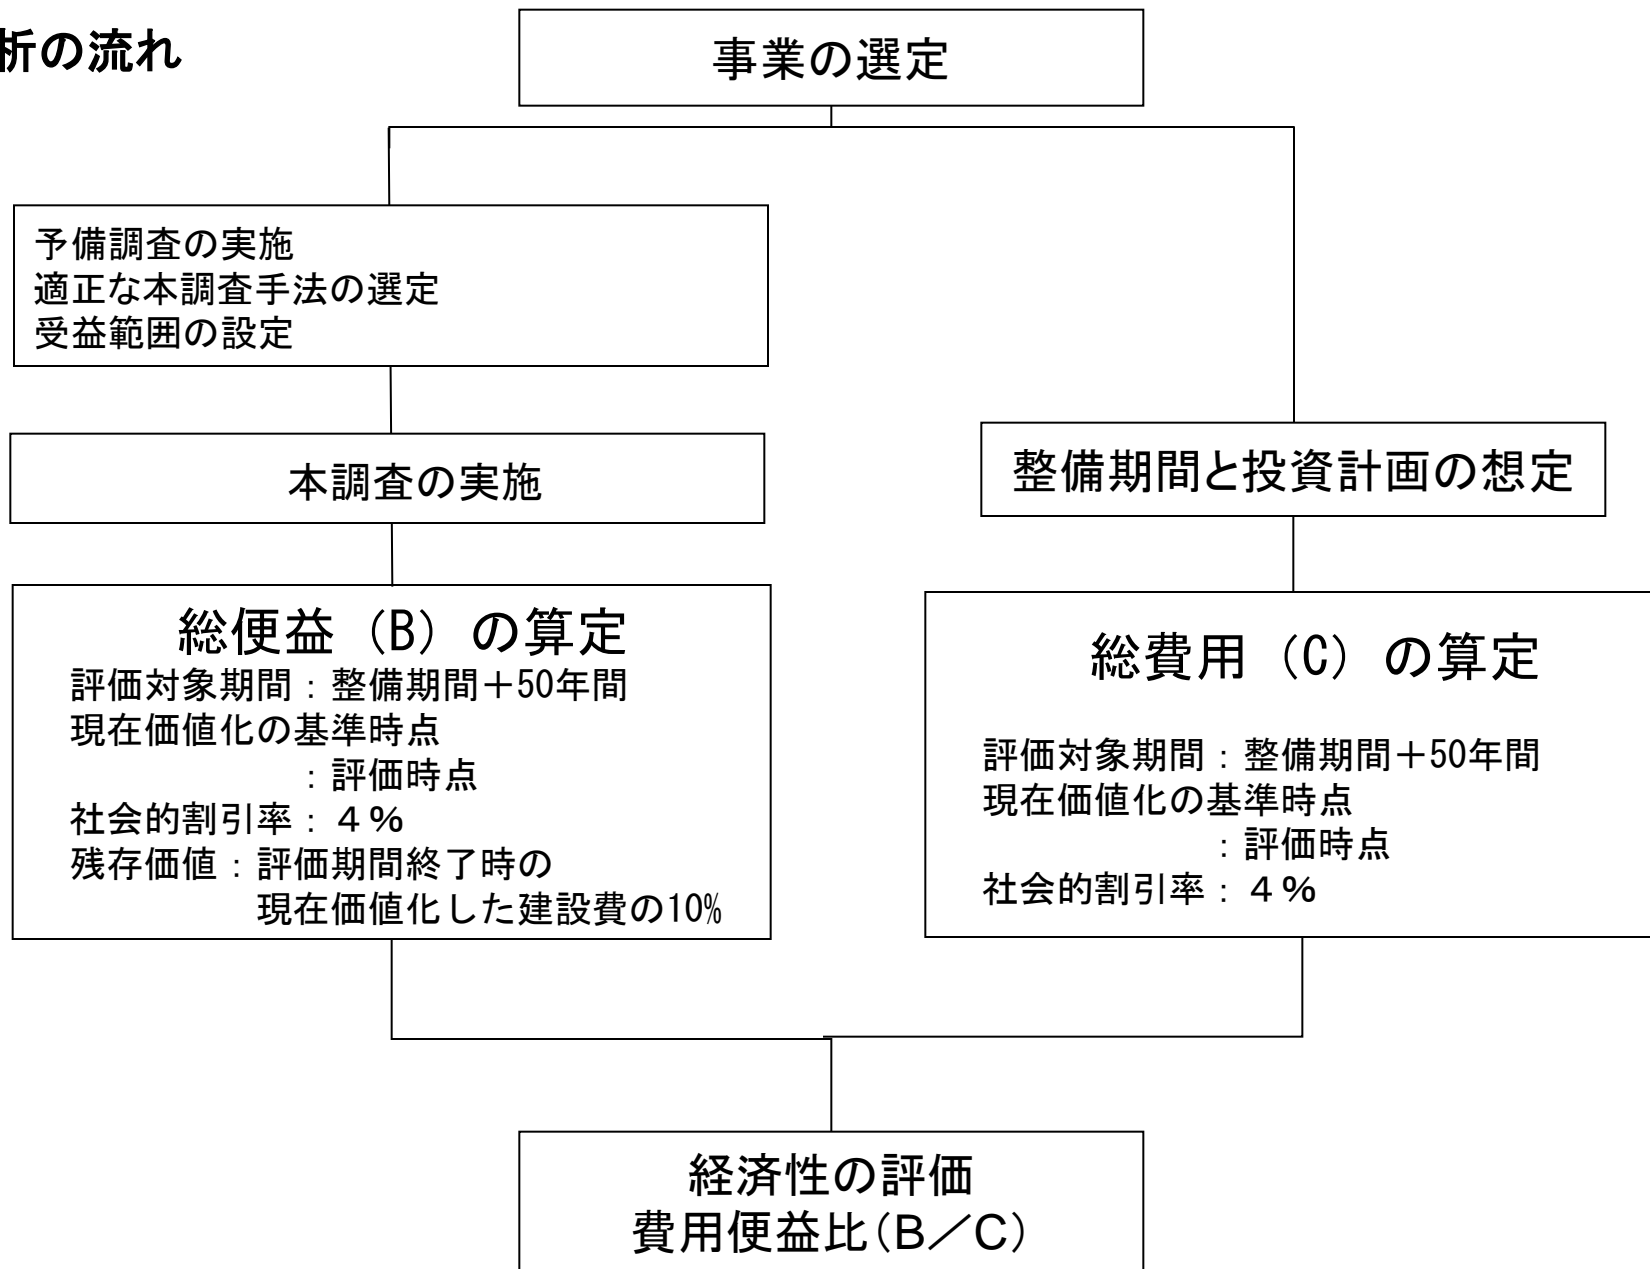 析の流れ
事業の選定
予備調査の実施
適正な本調査手法の選定
受益範囲の設定
本調査の実施
整備期間と投資計画の想定
総便益（B）の算定
評価対象期間：整備期間＋50年間
現在価値化の基準時点
：評価時点
社会的割引率：４％
残存価値：評価期間終了時の
現在価値化した建設費の10%
総費用（C）の算定
評価対象期間：整備期間＋50年間
現在価値化の基準時点
：評価時点
社会的割引率：４％
経済性の評価
費用便益比（B／C）